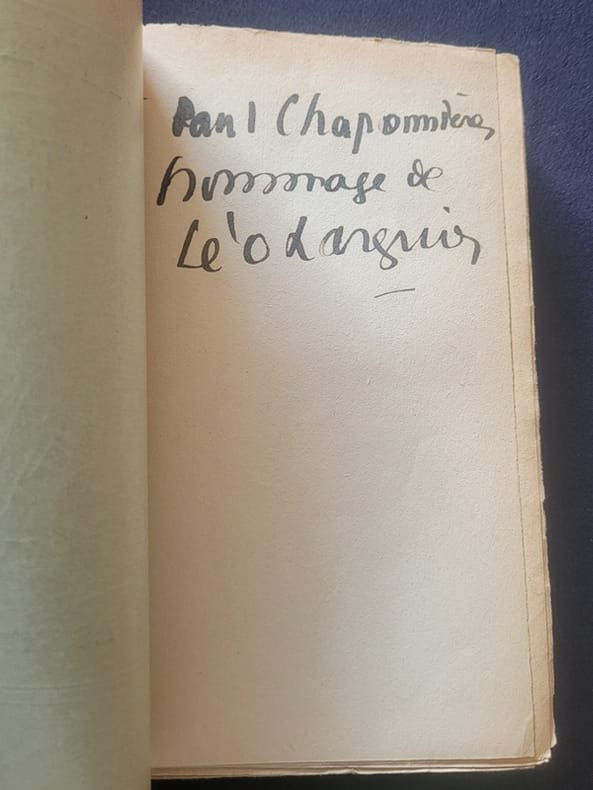 Paul Chaponnière
hommage de
Léo Larguier